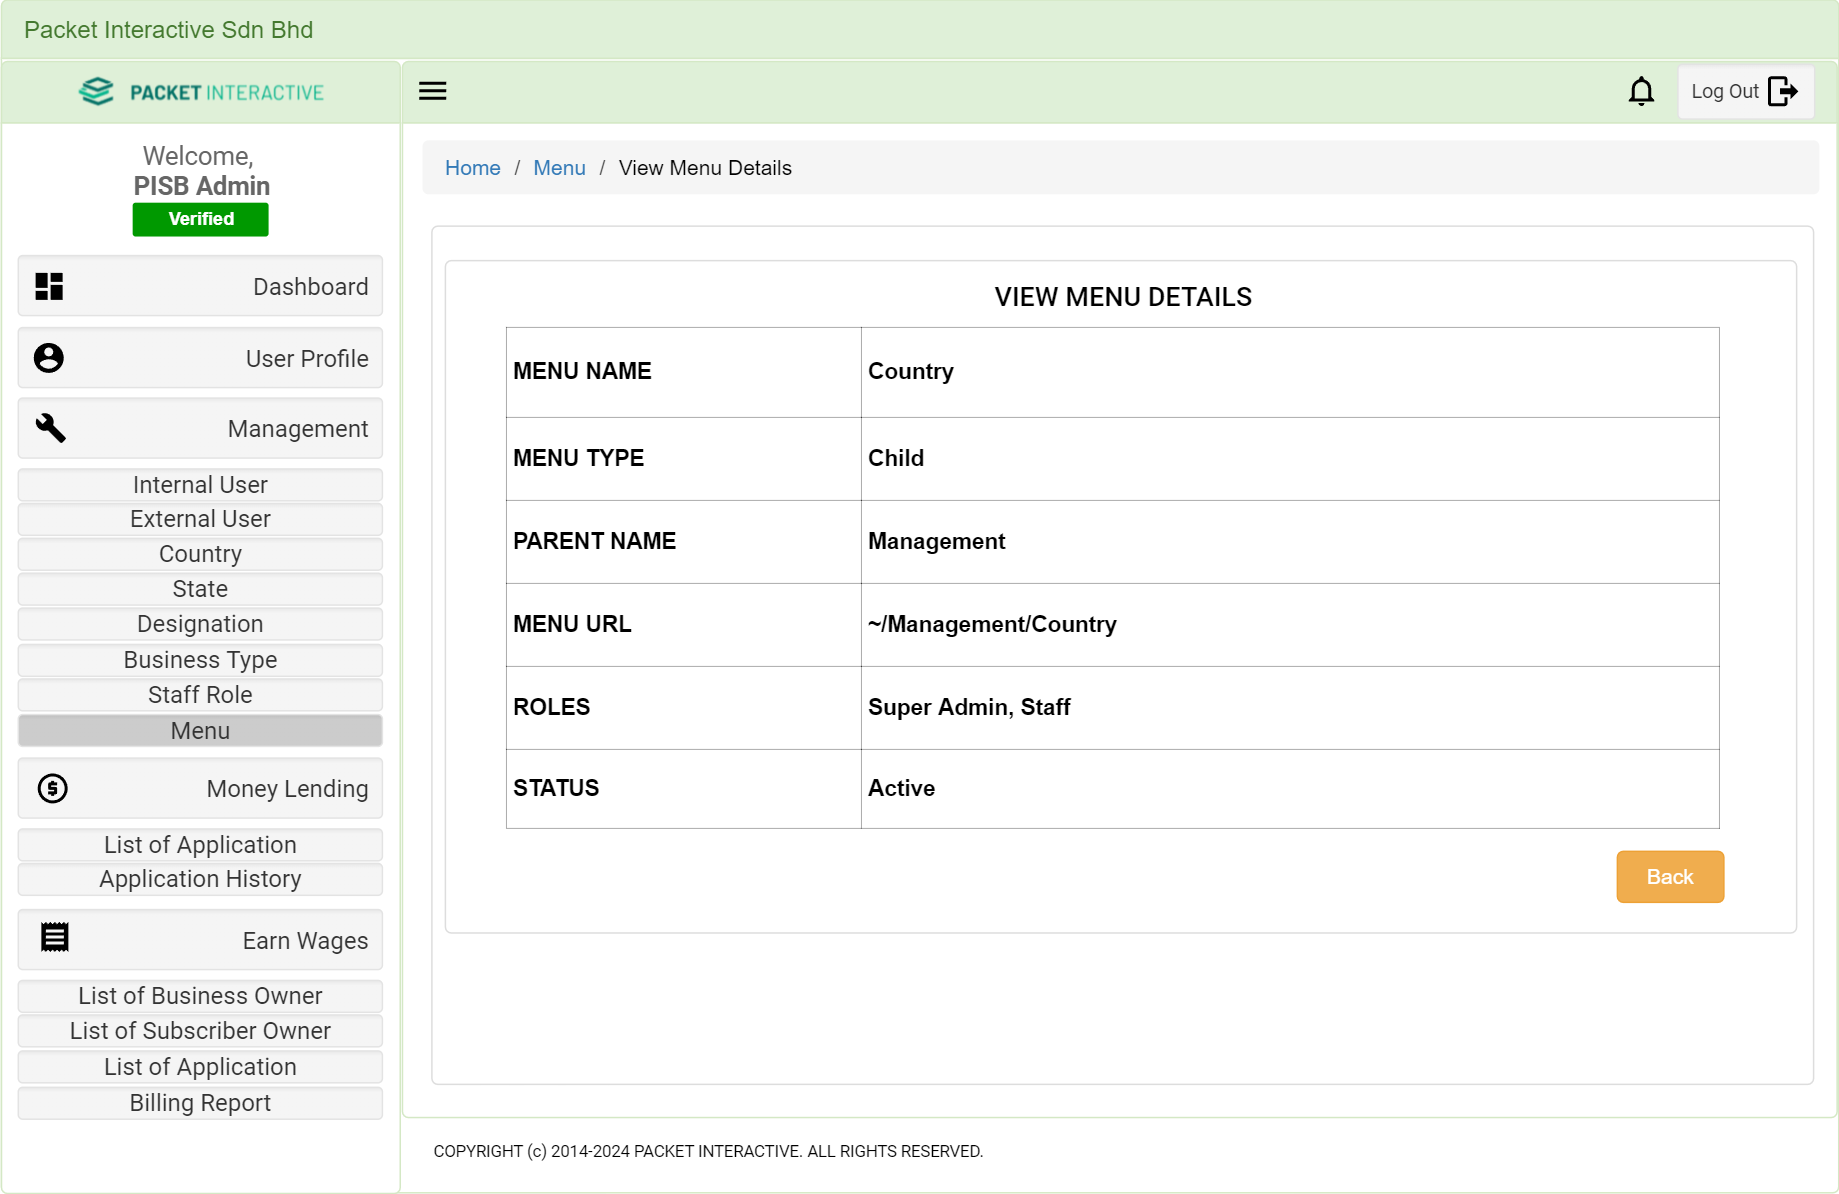 Packet Interactive Sdn Bhd
PACKET INTERACTIVE
Log Out
Welcome,
PISB Admin
Verified
Dashboard
User Profile
Management
Internal User
External User
Country
State
Designation
Business Type
Staff Role
Menu
Money Lending
List of Application
Application History
Earn Wages
List of Business Owner
List of Subscriber Owner
List of Application
Billing Report
Home / Menu / View Menu Details
VIEW MENU DETAILS
MENU NAME Country
MENU TYPE Child
PARENT NAME Management
MENU URL ~/Management/Country
ROLES Super Admin, Staff
STATUS Active
Back
COPYRIGHT (c) 2014-2024 PACKET INTERACTIVE. ALL RIGHTS RESERVED.